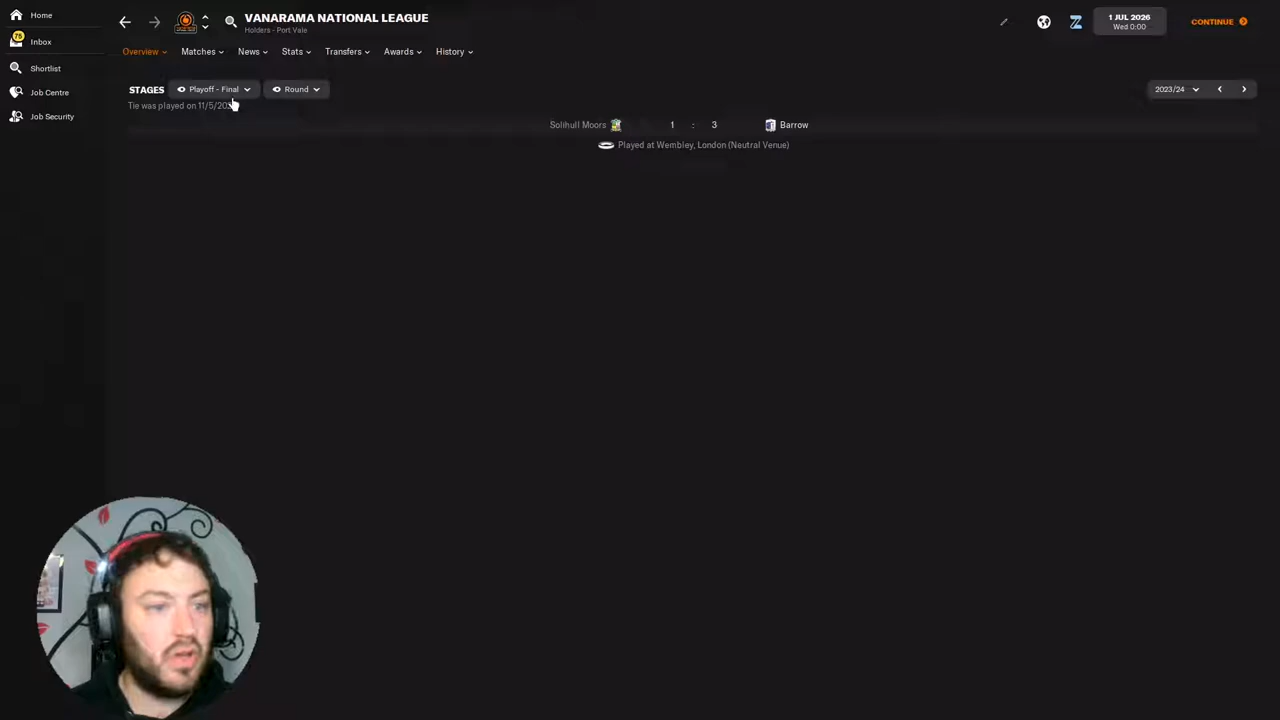 Home
75
Inbox
Shortlist
Job Centre
Job Security
VANARAMA NATIONAL LEAGUE
Holders - Port Vale
1 JUL 2026
Wed 0:00
CONTINUE
Overview
Matches
News
Stats
Transfers
Awards
History
STAGES
Playoff - Final
Round
2023/24
Tie was played on 11/5/20
Solihull Moors 1 : 3 Barrow
Played at Wembley, London (Neutral Venue)